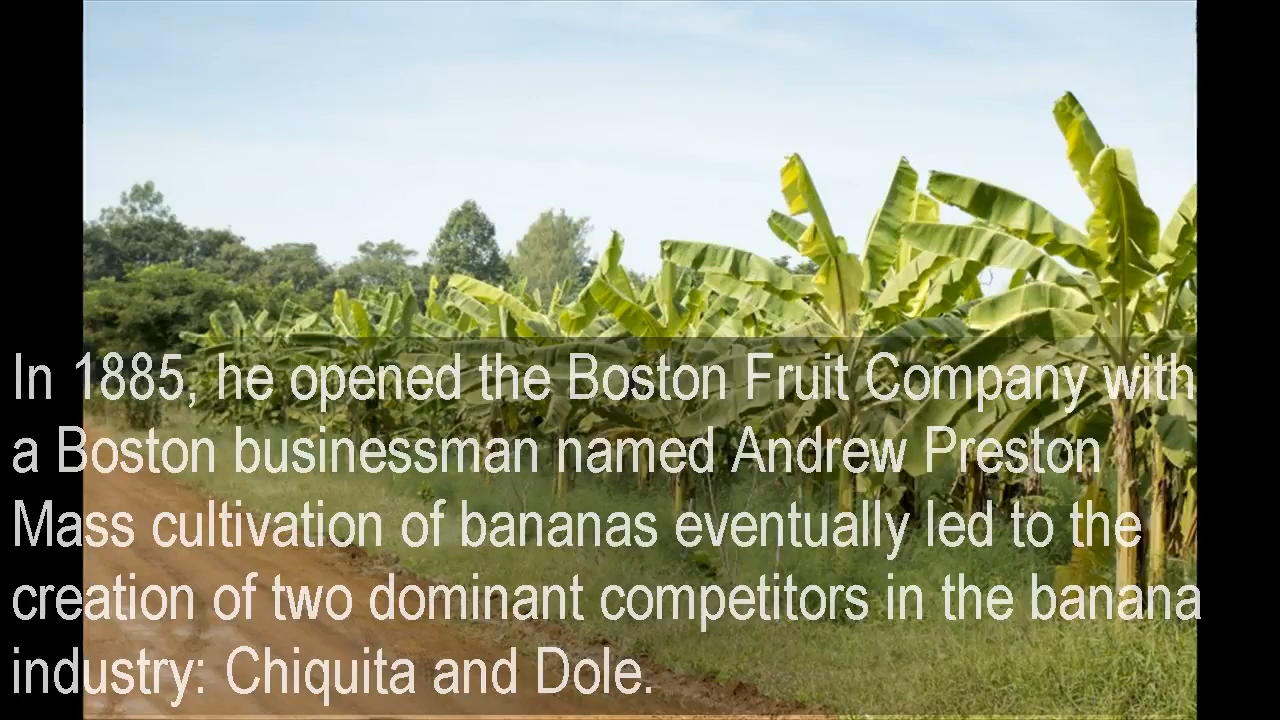 In 1885, he opened the Boston Fruit Company with
a Boston businessman named Andrew Preston
Mass cultivation of bananas eventually led to the
creation of two dominant competitors in the banana
industry: Chiquita and Dole.